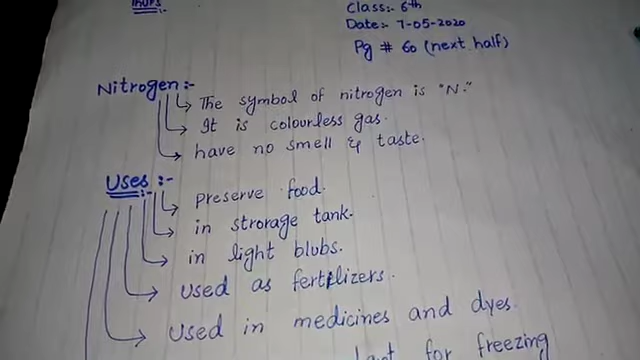 Class:- 6th
Date:- 7-05-2020
Pg # 60 (next half)
Nitrogen:-
The symbol of nitrogen is "N."
It is colourless gas.
have no smell & taste.
Uses:-
preserve food.
in strorage tank.
in light blubs.
used as fertilizers.
used in medicines and dyes.
for freezing